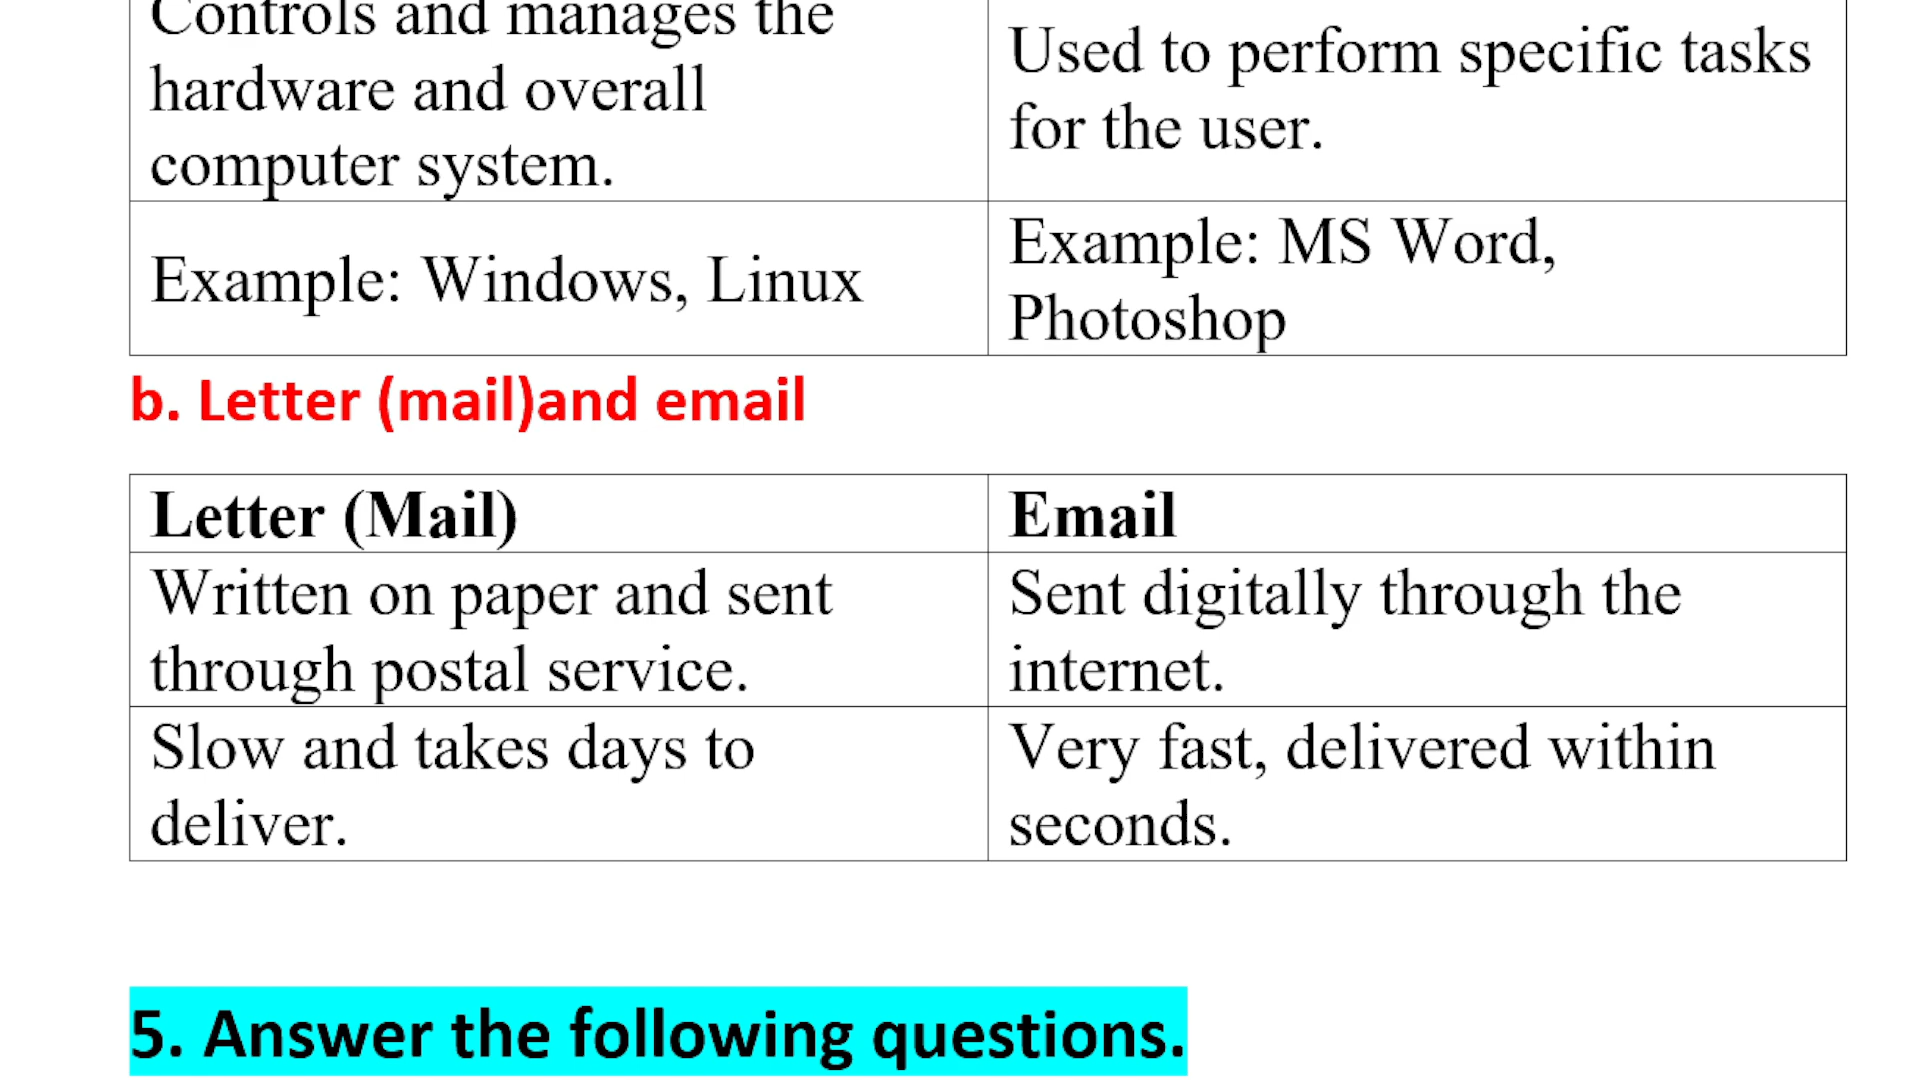 Controls and manages the
hardware and overall
computer system.
Used to perform specific tasks
for the user.
Example: Windows, Linux
Example: MS Word,
Photoshop
b. Letter (mail)and email
Letter (Mail)
Email
Written on paper and sent
through postal service.
Sent digitally through the
internet.
Slow and takes days to
deliver.
Very fast, delivered within
seconds.
5. Answer the following questions.